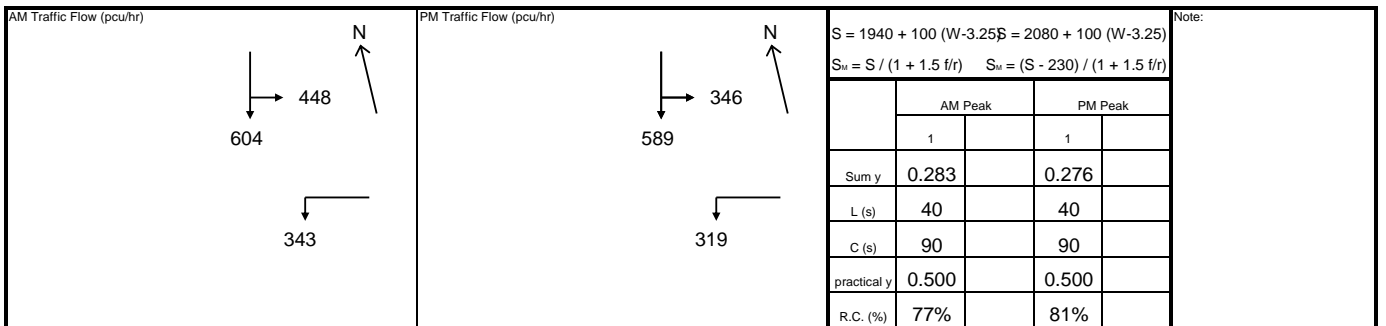 AM Traffic Flow (pcu/hr)
N
448
604
343
PM Traffic Flow (pcu/hr)
N
346
589
319
S = 1940 + 100 (W-3.25) S = 2080 + 100 (W-3.25)
SM = S / (1 + 1.5 f/r) SM = (S - 230) / (1 + 1.5 f/r)
AM Peak PM Peak
1 1
Sum y 0.283 0.276
L (s) 40 40
C (s) 90 90
practical y 0.500 0.500
R.C. (%) 77% 81%
Note: